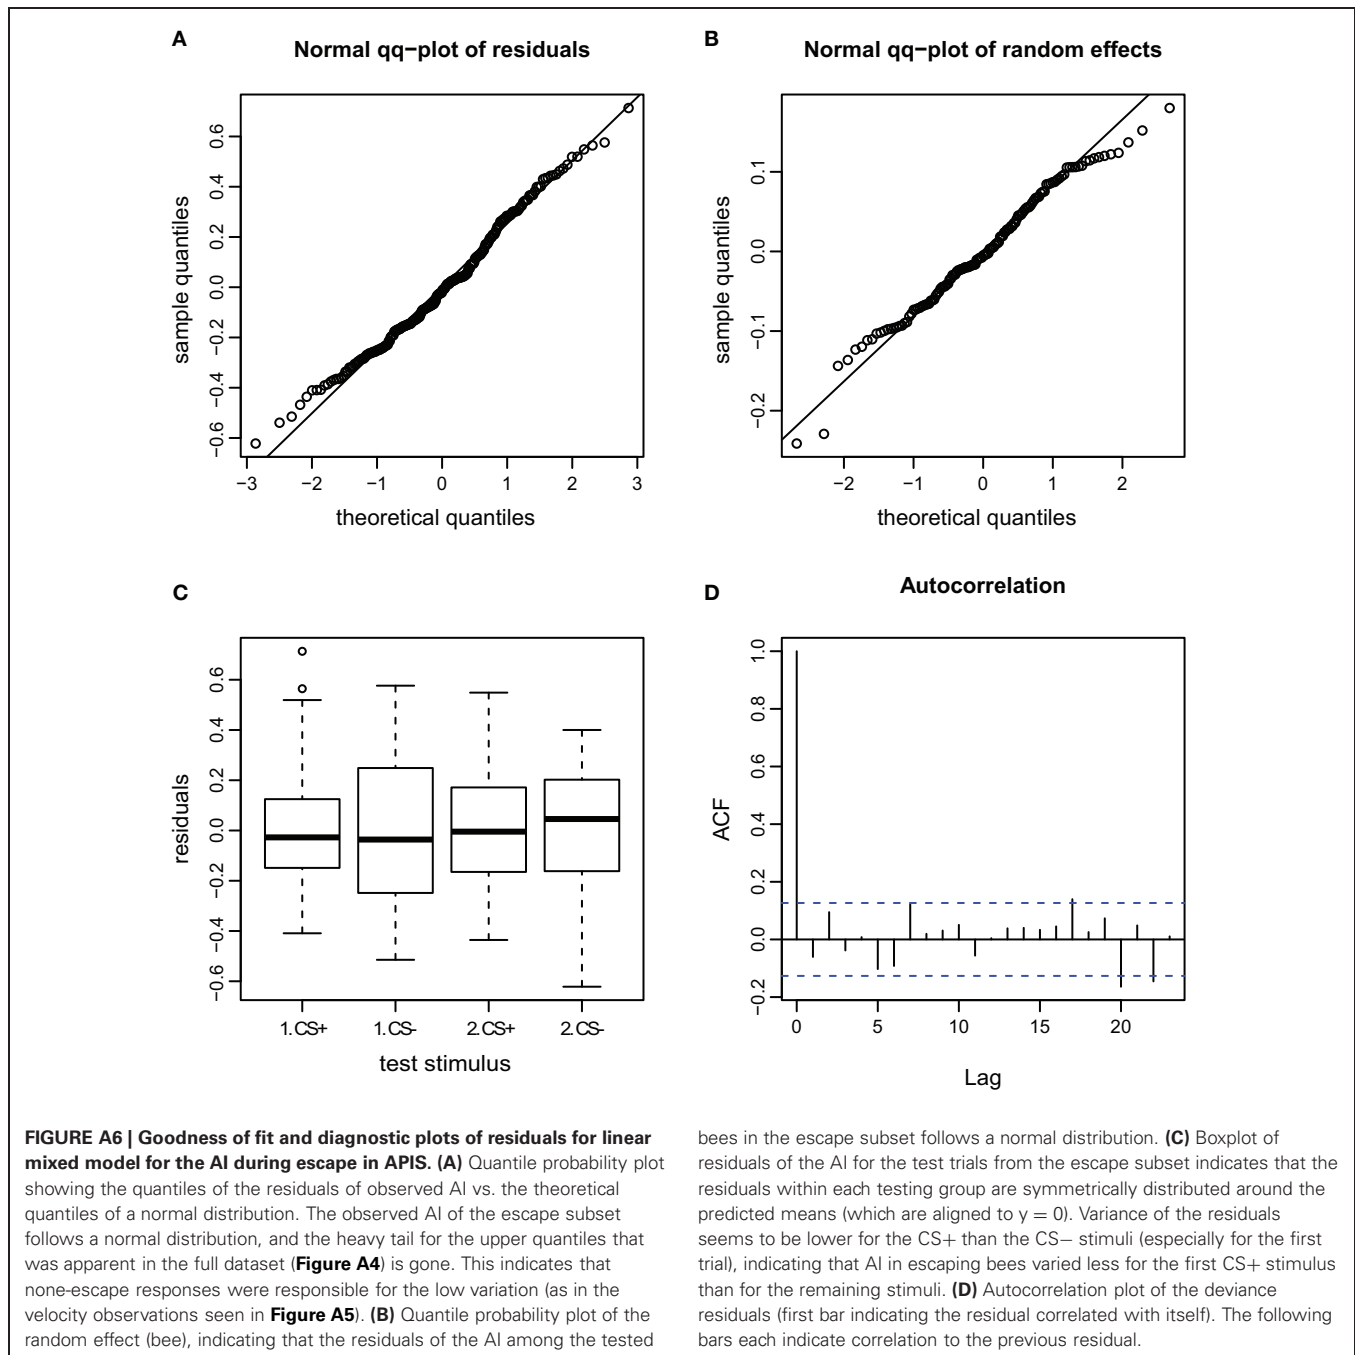 A
Normal qq−plot of residuals
sample quantiles
0.6
0.4
0.2
0.0
−0.2
−0.4
−0.6
−3 −2 −1 0 1 2 3
theoretical quantiles
B
Normal qq−plot of random effects
sample quantiles
0.1
0.0
−0.1
−0.2
−2 −1 0 1 2
theoretical quantiles
C
residuals
0.6
0.4
0.2
0.0
−0.2
−0.4
−0.6
1.CS+ 1.CS- 2.CS+ 2.CS-
test stimulus
D
Autocorrelation
ACF
1.0
0.8
0.6
0.4
0.2
0.0
−0.2
0 5 10 15 20
Lag
FIGURE A6 | Goodness of fit and diagnostic plots of residuals for linear
mixed model for the AI during escape in APIS. (A) Quantile probability plot
showing the quantiles of the residuals of observed AI vs. the theoretical
quantiles of a normal distribution. The observed AI of the escape subset
follows a normal distribution, and the heavy tail for the upper quantiles that
was apparent in the full dataset (Figure A4) is gone. This indicates that
none-escape responses were responsible for the low variation (as in the
velocity observations seen in Figure A5). (B) Quantile probability plot of the
random effect (bee), indicating that the residuals of the AI among the tested
bees in the escape subset follows a normal distribution. (C) Boxplot of
residuals of the AI for the test trials from the escape subset indicates that the
residuals within each testing group are symmetrically distributed around the
predicted means (which are aligned to y = 0). Variance of the residuals
seems to be lower for the CS+ than the CS− stimuli (especially for the first
trial), indicating that AI in escaping bees varied less for the first CS+ stimulus
than for the remaining stimuli. (D) Autocorrelation plot of the deviance
residuals (first bar indicating the residual correlated with itself). The following
bars each indicate correlation to the previous residual.